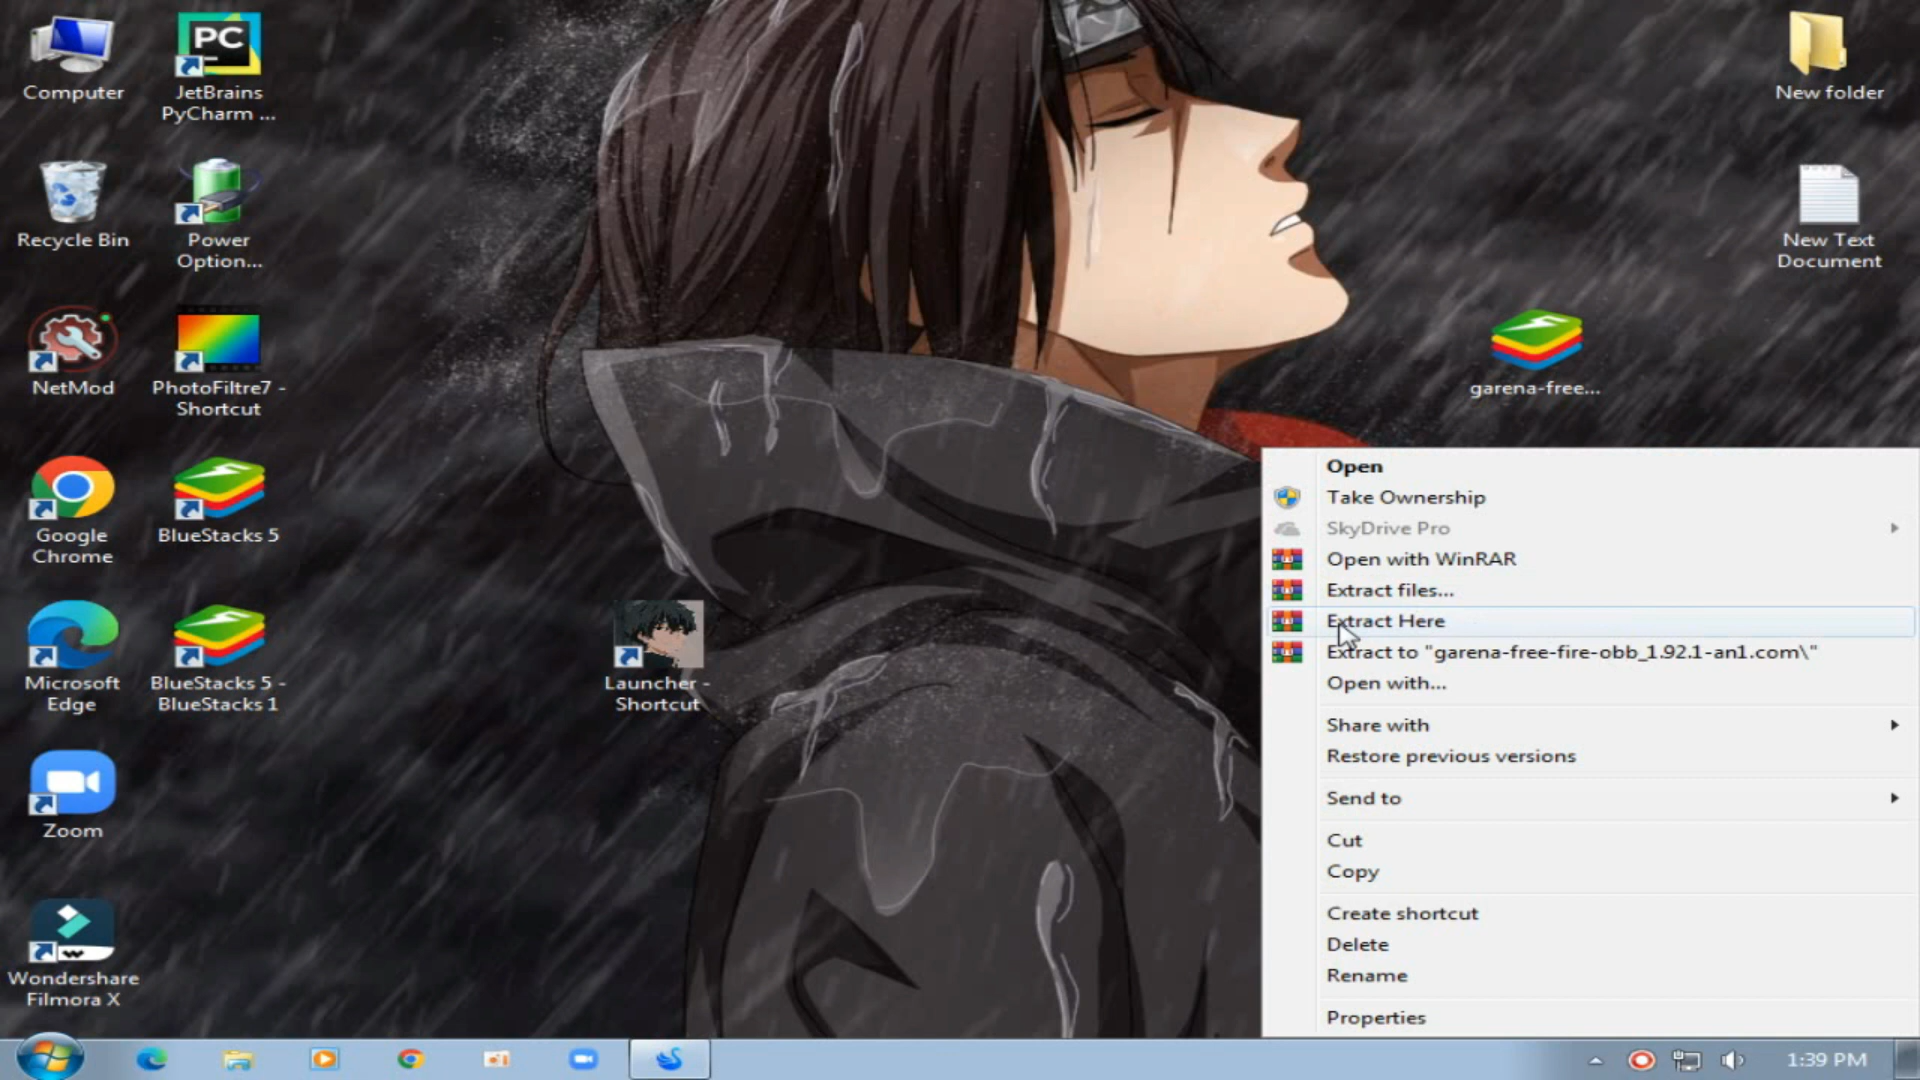 Computer
JetBrains
PyCharm ...
New folder
Recycle Bin
Power
Option...
New Text
Document
NetMod
PhotoFiltre7 -
Shortcut
garena-free...
Google
Chrome
BlueStacks 5
Microsoft
Edge
BlueStacks 5 -
BlueStacks 1
Launcher -
Shortcut
Zoom
Wondershare
Filmora X
Open
Take Ownership
SkyDrive Pro
Open with WinRAR
Extract files...
Extract Here
Extract to "garena-free-fire-obb_1.92.1-an1.com\"
Open with...
Share with
Restore previous versions
Send to
Cut
Copy
Create shortcut
Delete
Rename
Properties
1:39 PM
PC